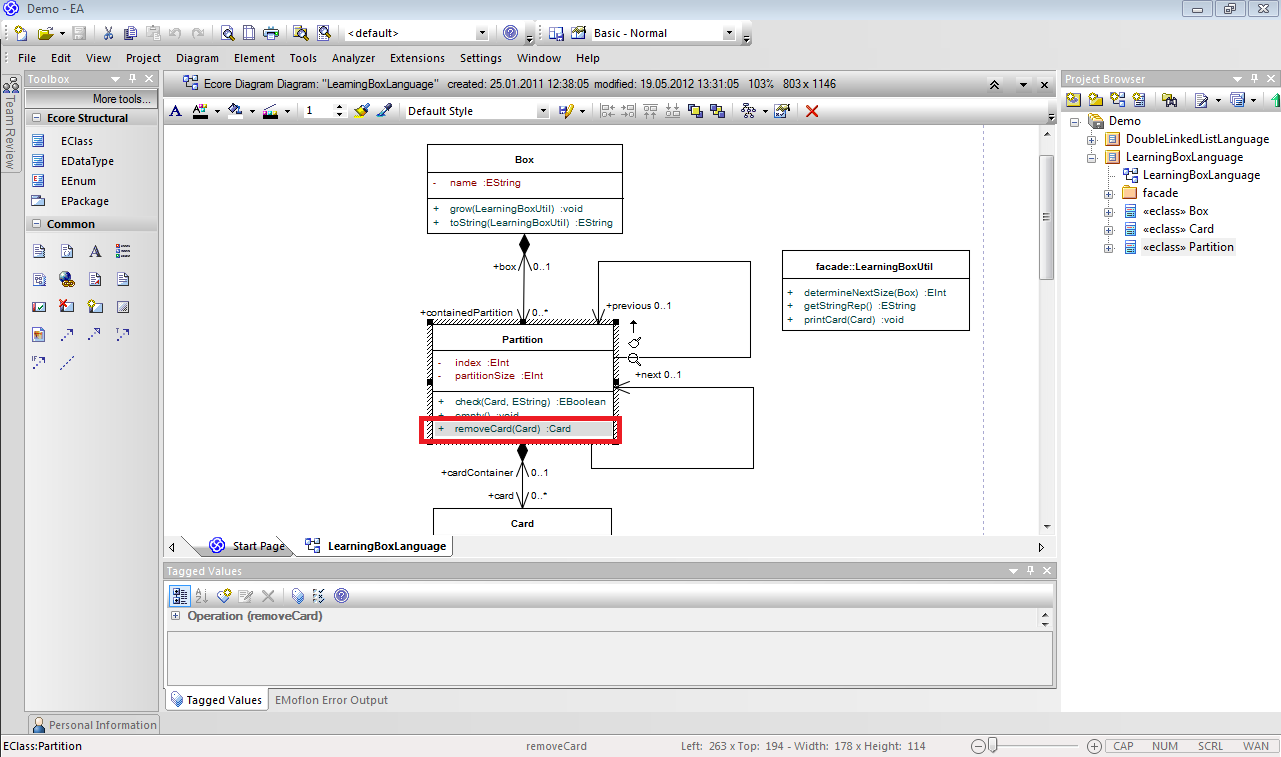 Demo - EA
<default>
Basic - Normal
File Edit View Project Diagram Element Tools Analyzer Extensions Settings Window Help
Team Review
Toolbox
More tools...
Ecore Structural
EClass
EDataType
EEnum
EPackage
Common
Ecore Diagram Diagram: "LearningBoxLanguage" created: 25.01.2011 12:38:05 modified: 19.05.2012 13:31:05 103% 803 x 1146
1
Default Style
Box
- name :EString
+ grow(LearningBoxUtil) :void
+ toString(LearningBoxUtil) :EString
+box 0..1
+containedPartition 0..*
+previous 0..1
Partition
- index :EInt
- partitionSize :EInt
+ check(Card, EString) :EBoolean
+ empty() :void
+ removeCard(Card) :Card
+next 0..1
+cardContainer 0..1
+card 0..*
Card
facade::LearningBoxUtil
+ determineNextSize(Box) :EInt
+ getStringRep() :EString
+ printCard(Card) :void
Start Page
LearningBoxLanguage
Tagged Values
Operation (removeCard)
Tagged Values
EMoflon Error Output
Project Browser
Demo
DoubleLinkedListLanguage
LearningBoxLanguage
LearningBoxLanguage
facade
«eclass» Box
«eclass» Card
«eclass» Partition
Personal Information
EClass:Partition
removeCard
Left: 263 x Top: 194 - Width: 178 x Height: 114
CAP NUM SCRL WAN